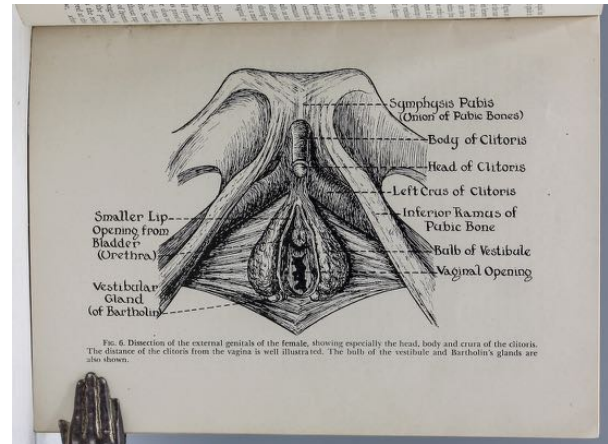 Symphysis Pubis
(Union of Pubic Bones)
Body of Clitoris
Head of Clitoris
Left Crus of Clitoris
Inferior Ramus of
Pubic Bone
Bulb of Vestibule
Vaginal Opening
Smaller Lip
Opening from
Bladder
(Urethra)
Vestibular
Gland
(of Bartholin)
FIG. 6. Dissection of the external genitals of the female, showing especially the head, body and crura of the clitoris.
The distance of the clitoris from the vagina is well illustrated. The bulb of the vestibule and Bartholin's glands are
also shown.